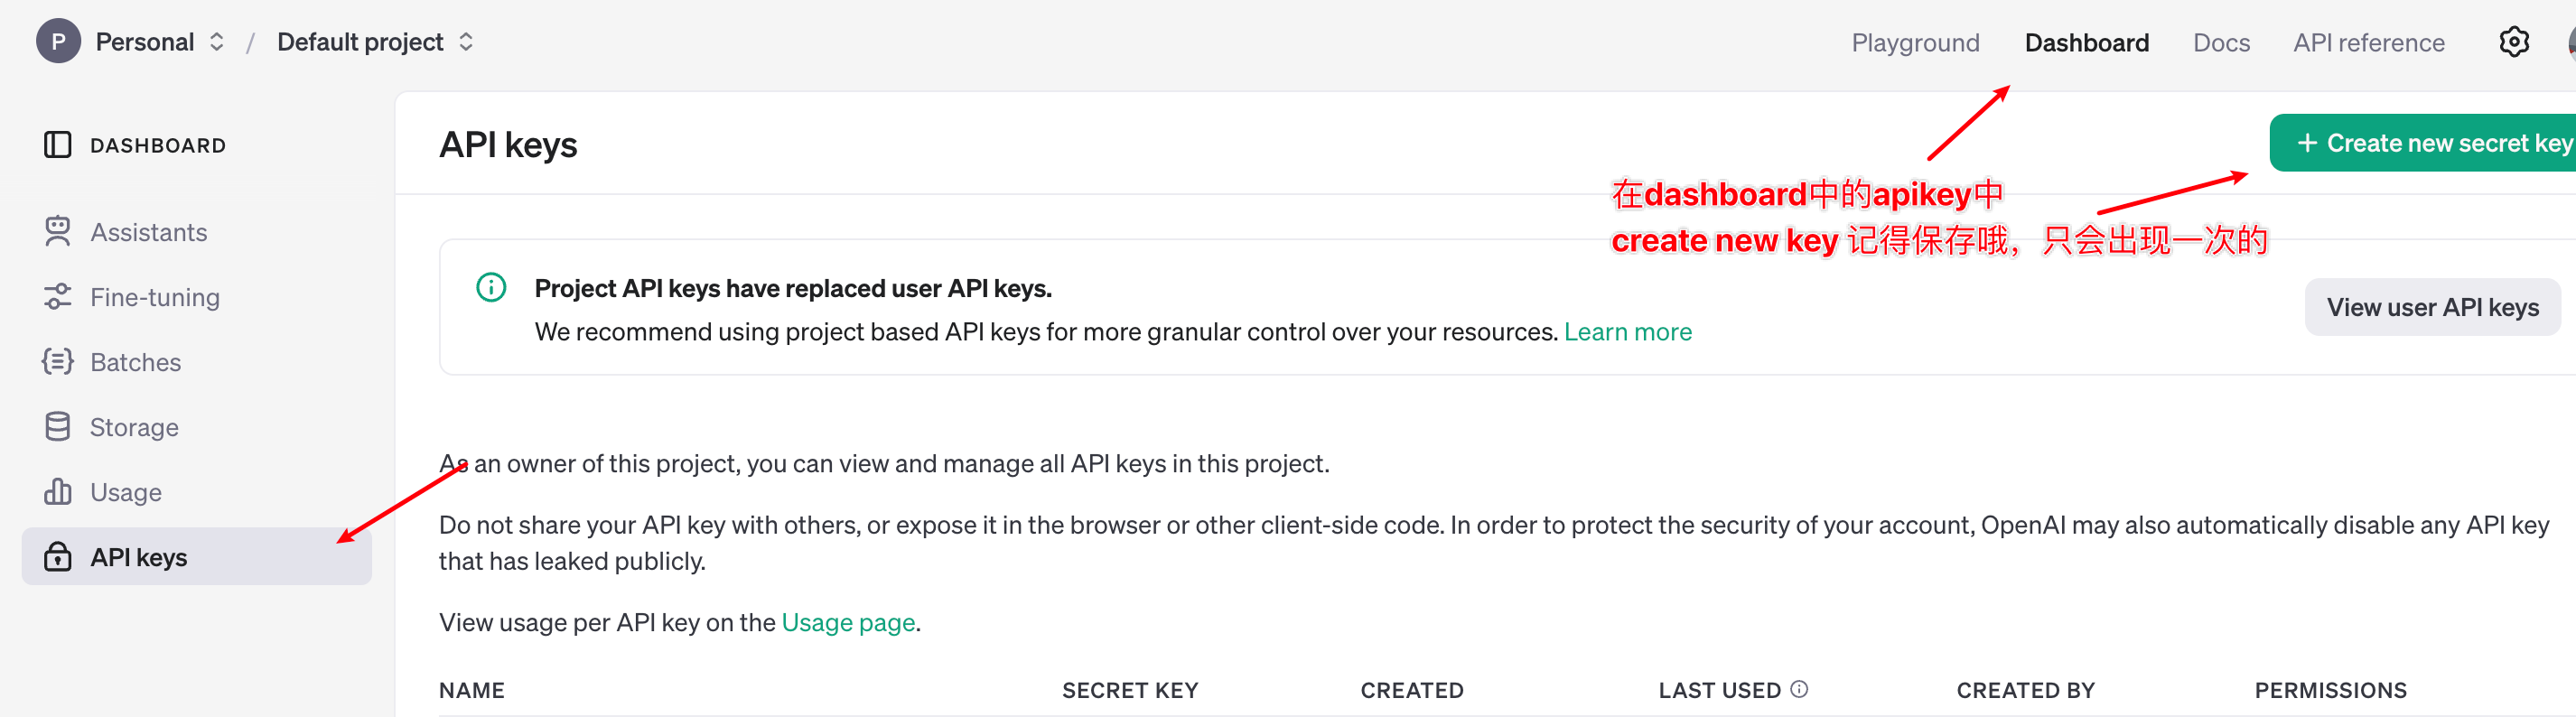 P Personal / Default project
Playground Dashboard Docs API reference
DASHBOARD
Assistants
Fine-tuning
Batches
Storage
Usage
API keys
API keys
+ Create new secret key
在dashboard中的apikey中
create new key 记得保存哦，只会出现一次的
Project API keys have replaced user API keys.
We recommend using project based API keys for more granular control over your resources. Learn more
View user API keys
As an owner of this project, you can view and manage all API keys in this project.
Do not share your API key with others, or expose it in the browser or other client-side code. In order to protect the security of your account, OpenAI may also automatically disable any API key
that has leaked publicly.
View usage per API key on the Usage page.
NAME SECRET KEY CREATED LAST USED CREATED BY PERMISSIONS